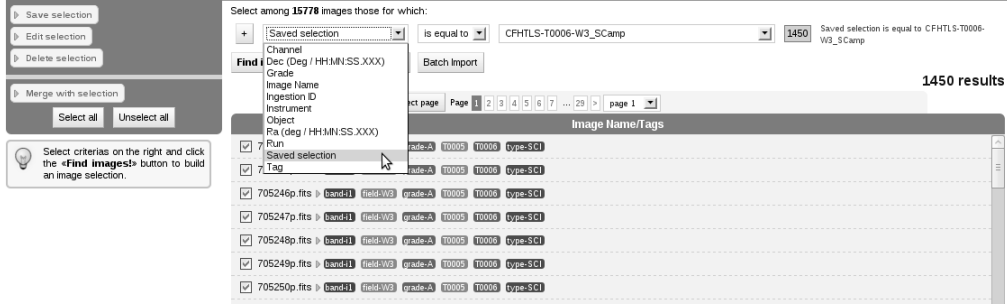 Save selection
Edit selection
Delete selection
Merge with selection
Select all Unselect all
Select criterias on the right and click
the «Find images!» button to build
an image selection.
Select among 15778 images those for which:
+ Saved selection is equal to CFHTLS-T0006-W3_SCamp 1450 Saved selection is equal to CFHTLS-T0006-
W3_SCamp
Channel
Dec (Deg / HH:MN:SS.XXX)
Grade
Image Name
Ingestion ID
Instrument
Object
Ra (deg / HH:MN:SS.XXX)
Run
Saved selection
Tag
Find Batch Import
1450 results
page Page 1 2 3 4 5 6 7 ... 29 > page 1
Image Name/Tags
grade-A T0005 T0006 type-SCI
grade-A T0005 T0006 type-SCI
705246p.fits band-i1 field-W3 grade-A T0005 T0006 type-SCI
705247p.fits band-i1 field-W3 grade-A T0005 T0006 type-SCI
705248p.fits band-i1 field-W3 grade-A T0005 T0006 type-SCI
705249p.fits band-i1 field-W3 grade-A T0005 T0006 type-SCI
705250p.fits band-i1 field-W3 grade-A T0005 T0006 type-SCI